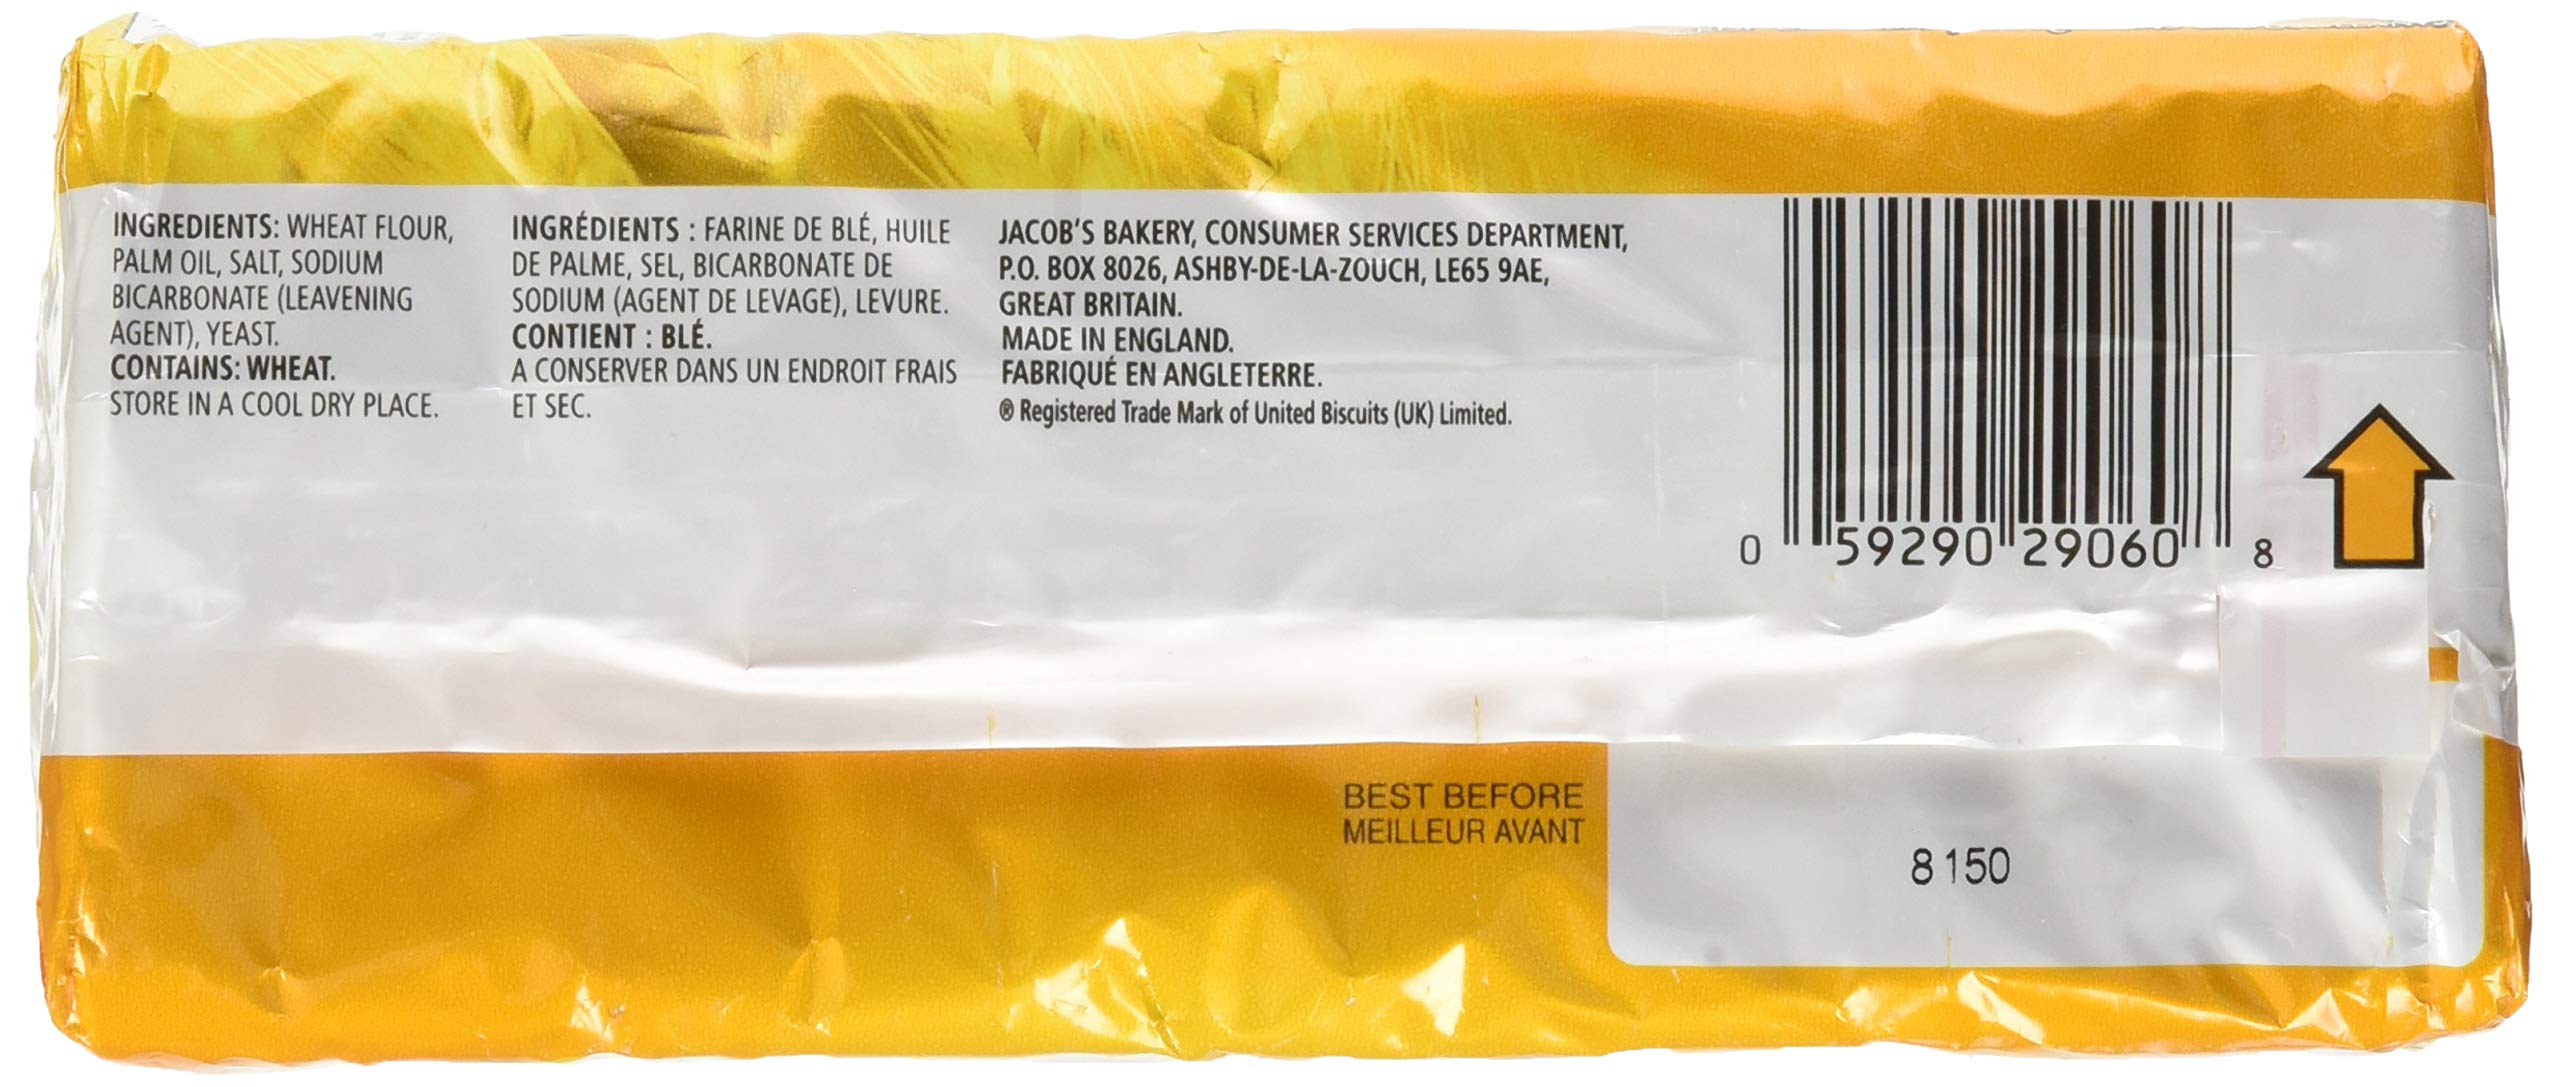 INGREDIENTS: WHEAT FLOUR,
PALM OIL, SALT, SODIUM
BICARBONATE (LEAVENING
AGENT), YEAST.
CONTAINS: WHEAT.
STORE IN A COOL DRY PLACE.
INGRÉDIENTS : FARINE DE BLÉ, HUILE
DE PALME, SEL, BICARBONATE DE
SODIUM (AGENT DE LEVAGE), LEVURE.
CONTIENT : BLÉ.
A CONSERVER DANS UN ENDROIT FRAIS
ET SEC.
JACOB'S BAKERY, CONSUMER SERVICES DEPARTMENT,
P.O. BOX 8026, ASHBY-DE-LA-ZOUCH, LE65 9AE,
GREAT BRITAIN.
MADE IN ENGLAND.
FABRIQUÉ EN ANGLETERRE.
® Registered Trade Mark of United Biscuits (UK) Limited.
0 59290 29060 8
BEST BEFORE
MEILLEUR AVANT
8 150